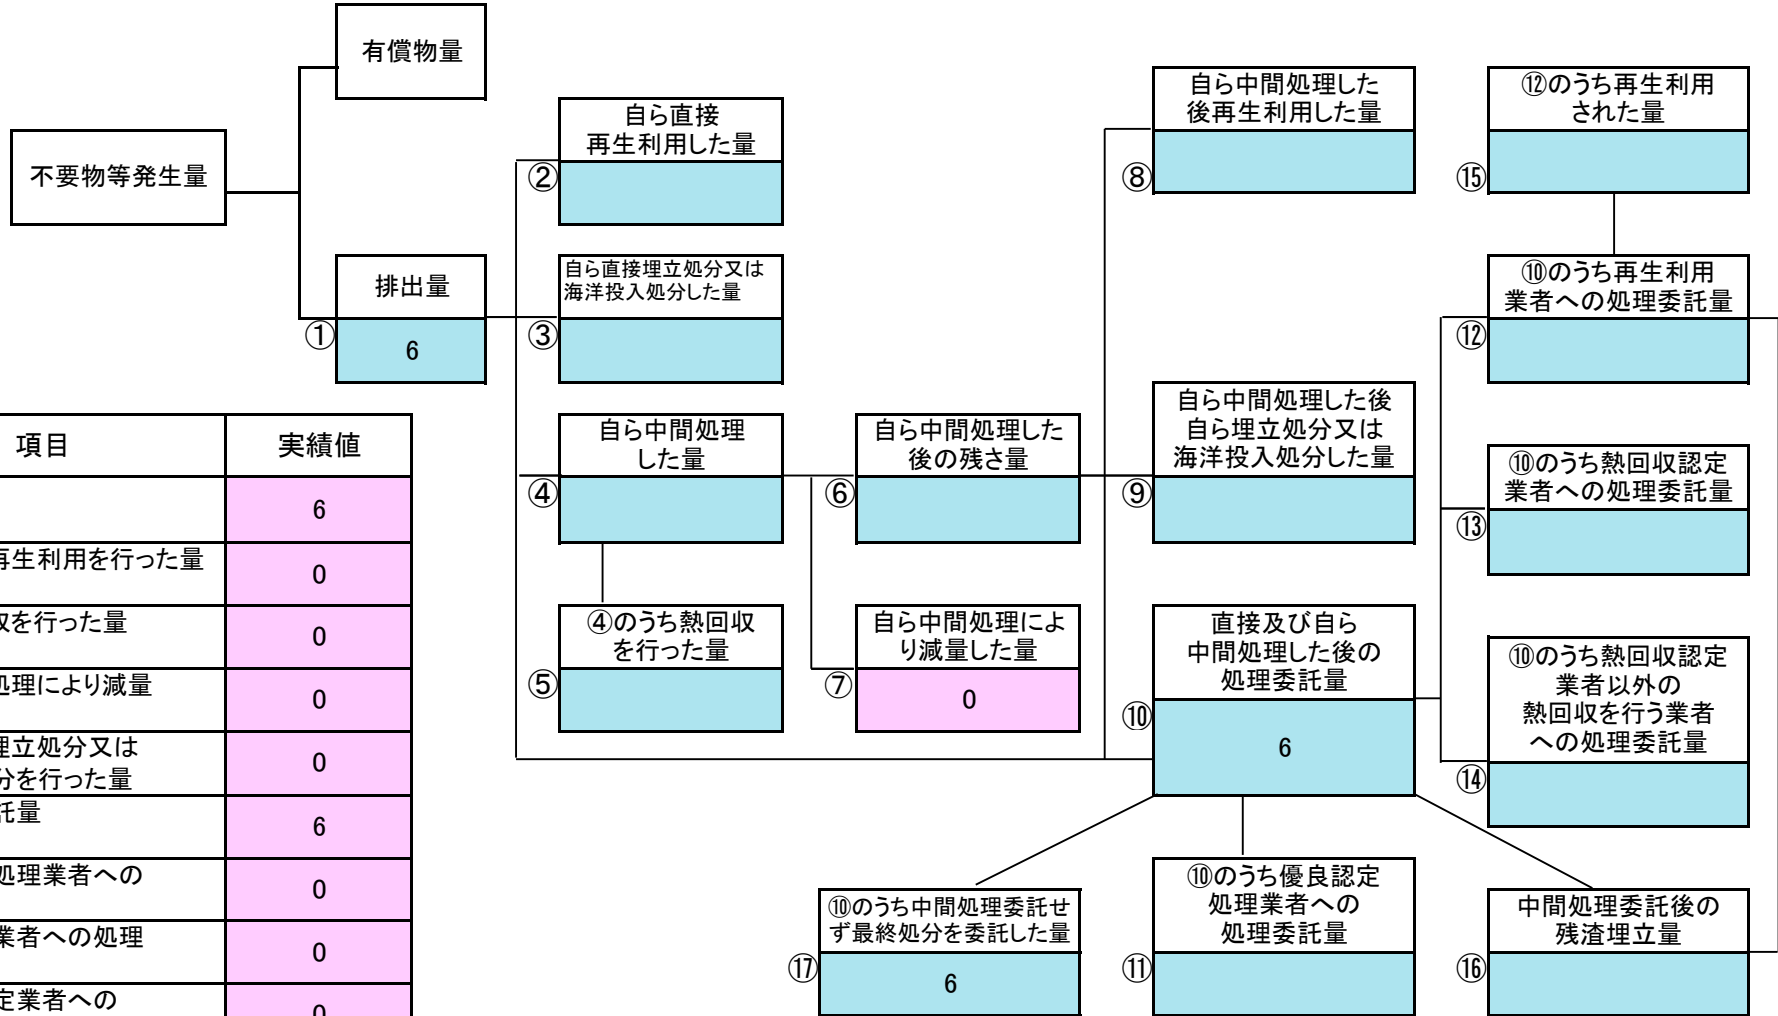 有償物量
不要物等発生量
排出量
①
6
自ら直接
再生利用した量
②
自ら直接埋立処分又は
海洋投入処分した量
③
自ら中間処理
した量
④
④のうち熱回収
を行った量
⑤
自ら中間処理した
後の残さ量
⑥
自ら中間処理によ
り減量した量
⑦
0
自ら中間処理した
後再生利用した量
⑧
自ら中間処理した後
自ら埋立処分又は
海洋投入処分した量
⑨
直接及び自ら
中間処理した後の
処理委託量
⑩
6
⑫のうち再生利用
された量
⑮
⑩のうち再生利用
業者への処理委託量
⑫
⑩のうち熱回収認定
業者への処理委託量
⑬
⑩のうち熱回収認定
業者以外の
熱回収を行う業者
への処理委託量
⑭
⑩のうち中間処理委託せ
ず最終処分を委託した量
⑰
6
⑩のうち優良認定
処理業者への
処理委託量
⑪
中間処理委託後の
残渣埋立量
⑯
項目 実績値
6
再生利用を行った量 0
を行った量 0
処理により減量 0
埋立処分又は
分を行った量 0
託量 6
処理業者への 0
業者への処理 0
定業者への 0